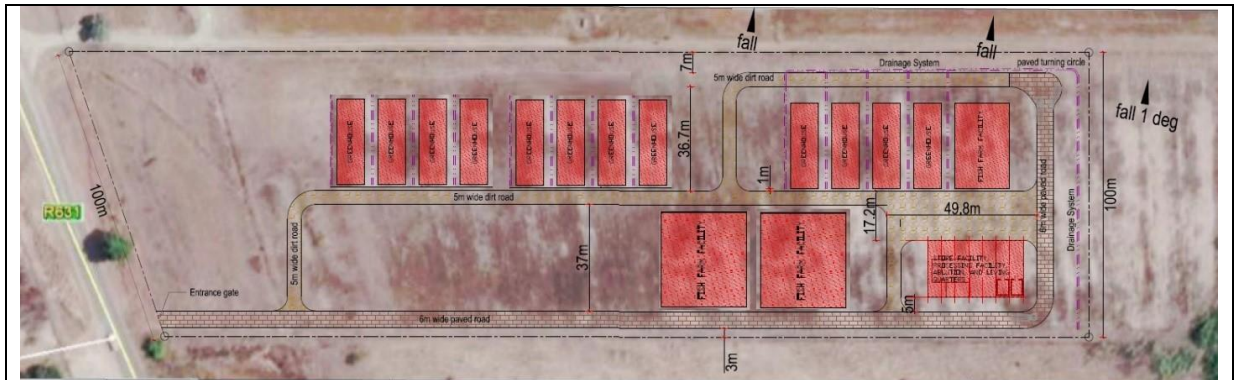 fall
fall
Drainage System
paved turning circle
7m
5m wide dirt road
fall 1 deg
GREENHOUSE
GREENHOUSE
GREENHOUSE
GREENHOUSE
GREENHOUSE
GREENHOUSE
GREENHOUSE
GREENHOUSE
36.7m
GREENHOUSE
GREENHOUSE
GREENHOUSE
GREENHOUSE
FISH FARM FACILITY
6m wide paved road
100m
1m
100m
R531
5m wide dirt road
17.2m
49.8m
Drainage System
5m wide dirt road
37m
FISH FARM FACILITY
FISH FARM FACILITY
STORE FACILITY,
PROCESSING FACILITY,
ABLUTION, AND LIVING
QUARTERS
Entrance gate
5m
6m wide paved road
3m